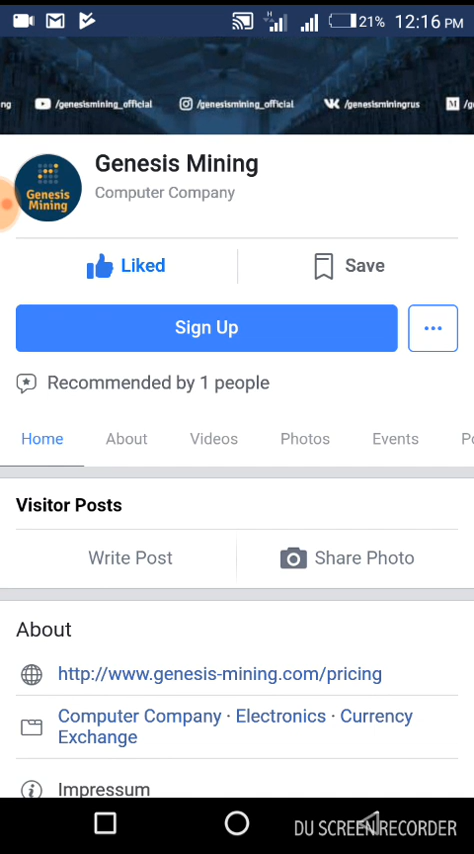 H
21% 12:16 PM
ng /genesismining_official /genesismining_official /genesisminingrus /g
Genesis Mining
Computer Company
Genesis
Mining
Liked Save
Sign Up
Recommended by 1 people
Home About Videos Photos Events Po
Visitor Posts
Write Post Share Photo
About
http://www.genesis-mining.com/pricing
Computer Company · Electronics · Currency
Exchange
Impressum
DU SCREEN RECORDER